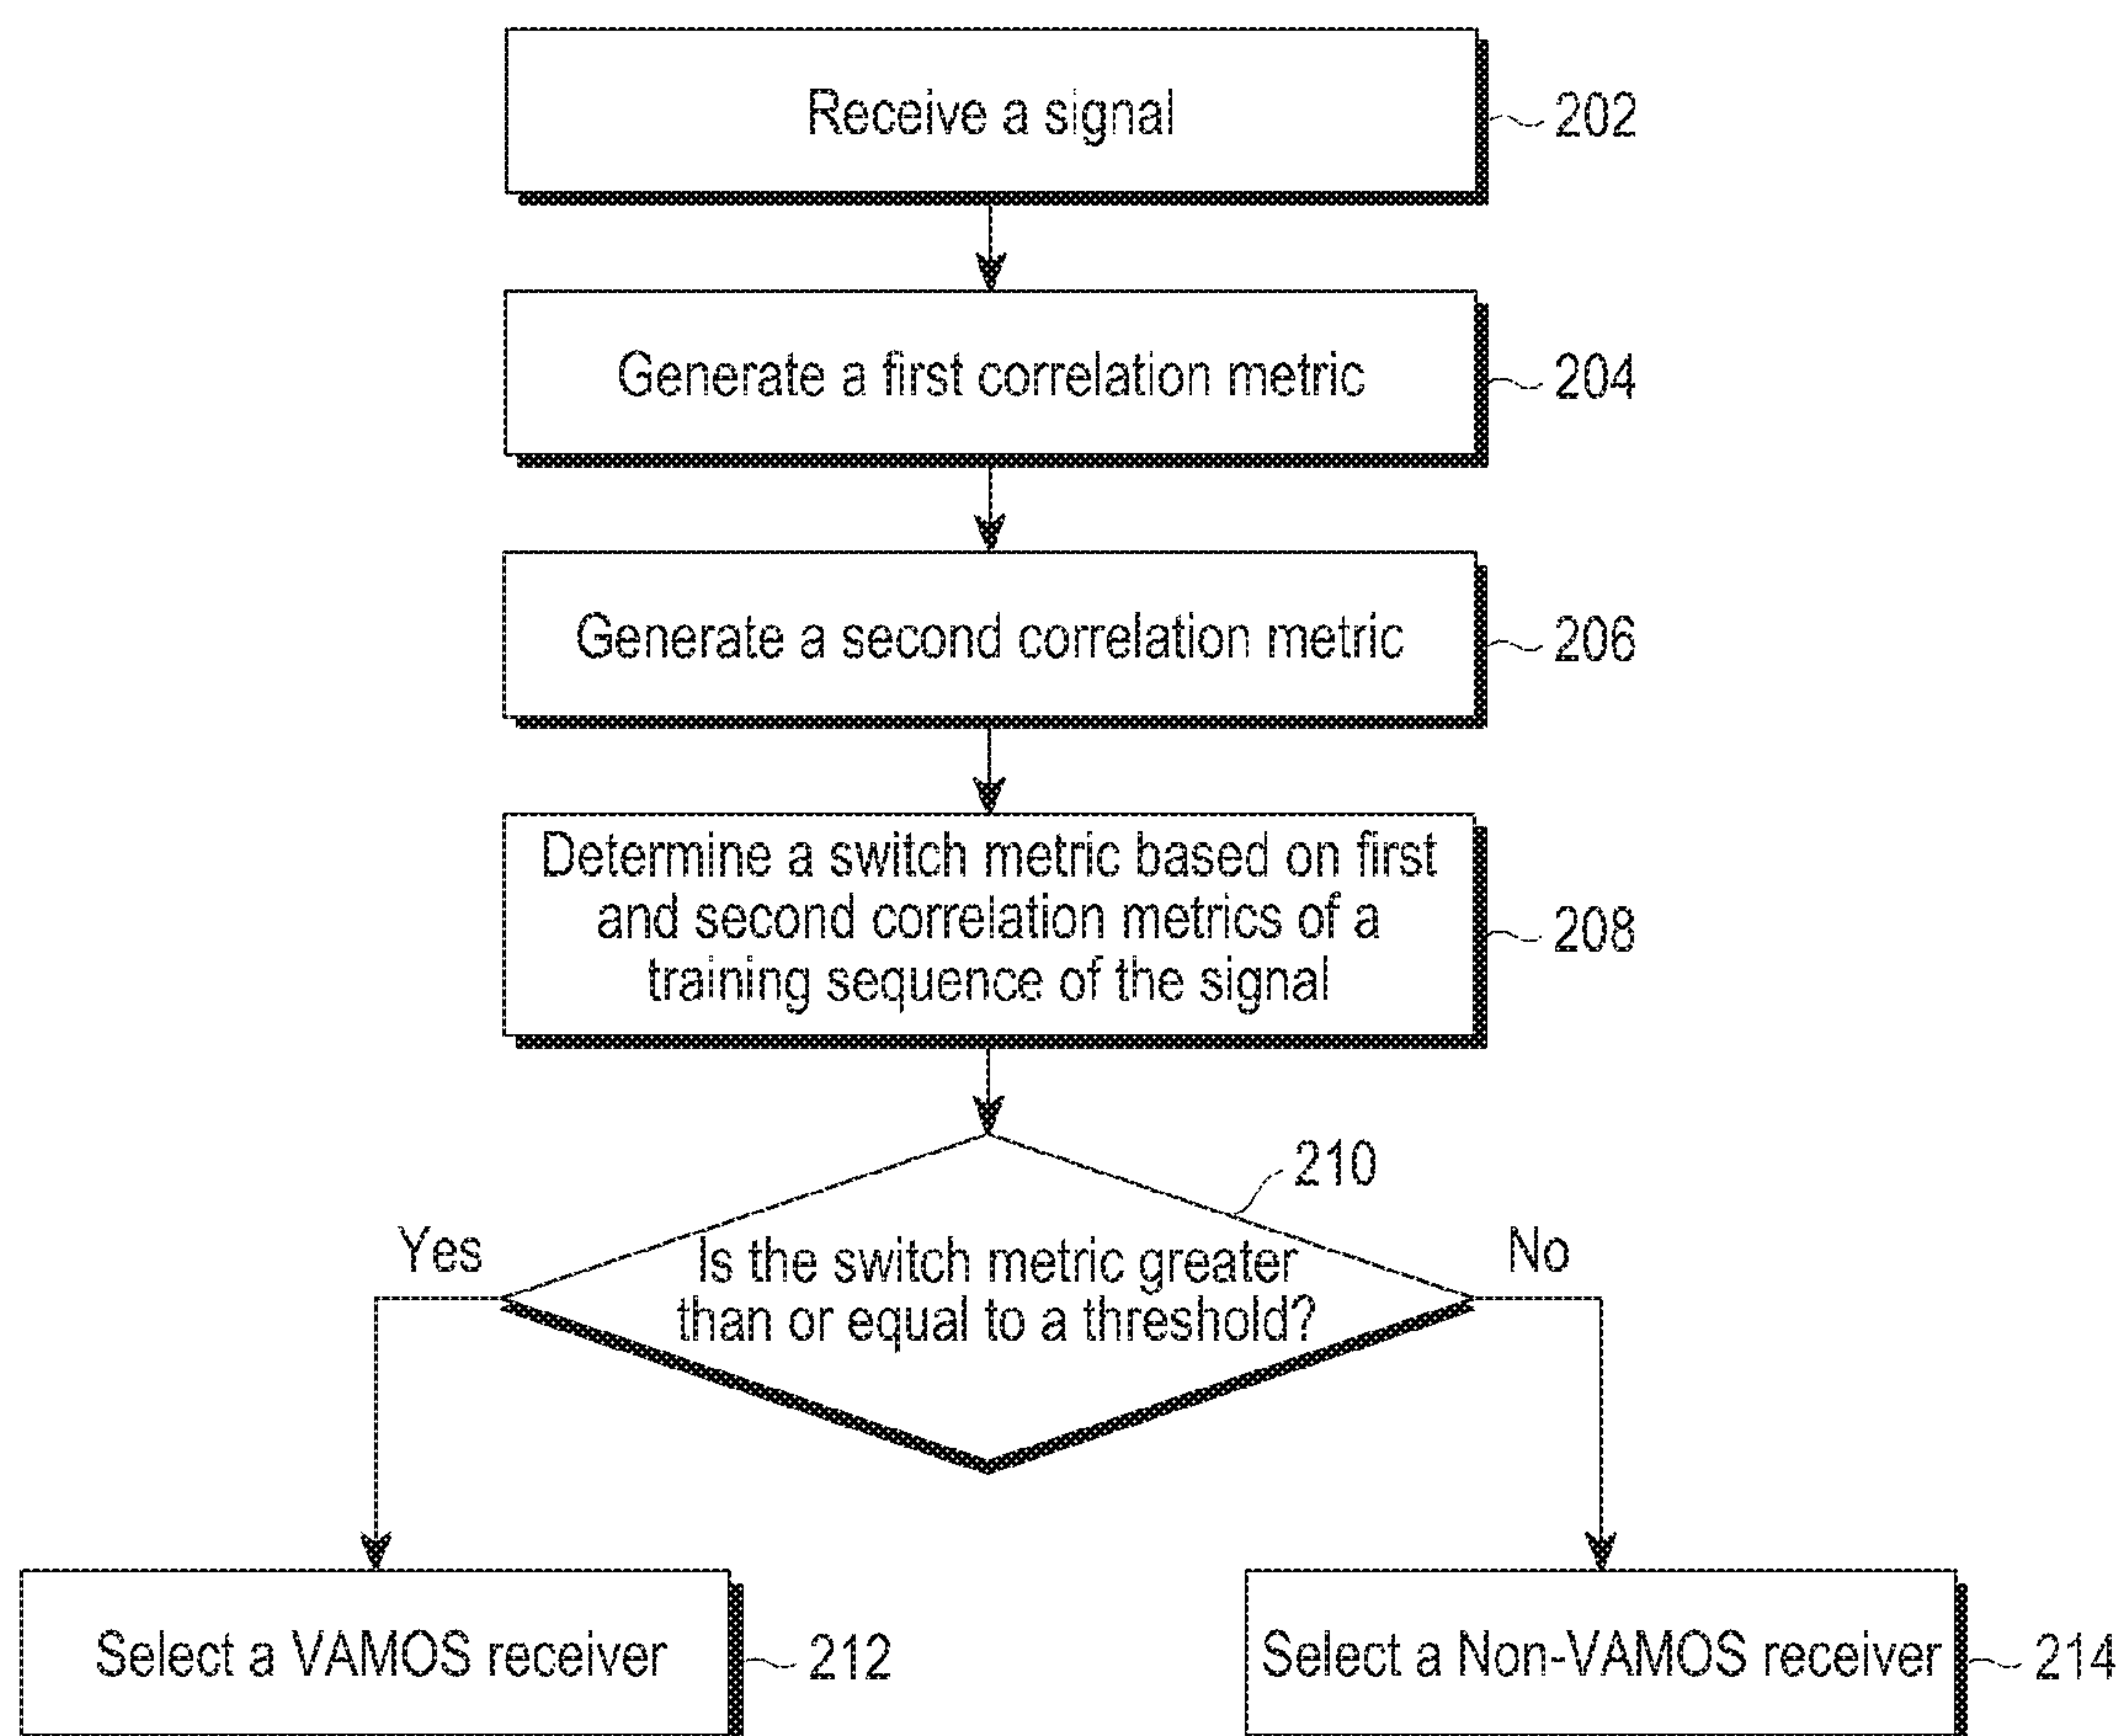 Receive a signal
202
Generate a first correlation metric
204
Generate a second correlation metric
206
Determine a switch metric based on first
and second correlation metrics of a
training sequence of the signal
208
210
Yes
No
Is the switch metric greater
than or equal to a threshold?
Select a VAMOS receiver
212
Select a Non-VAMOS receiver
214